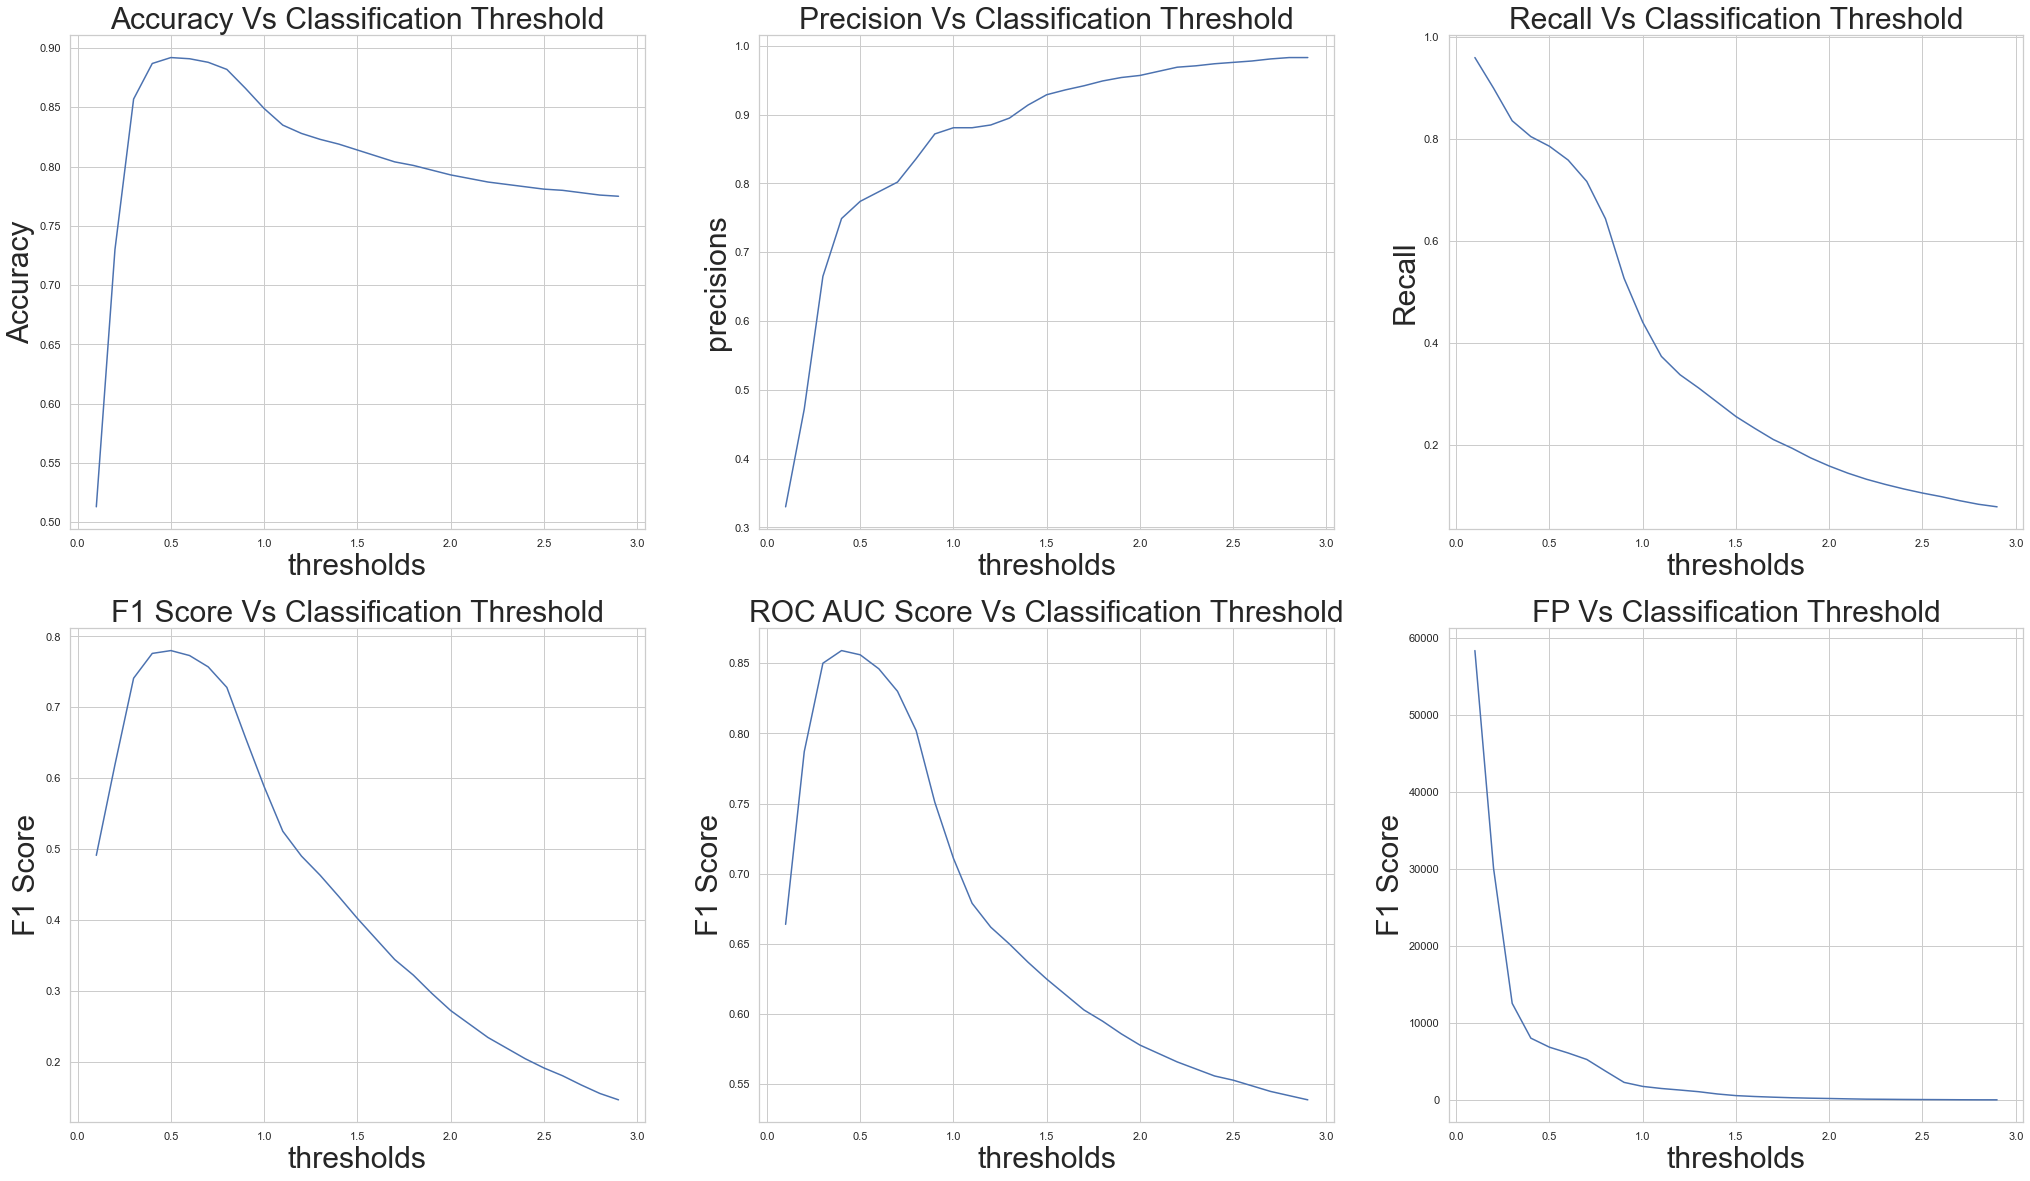 Accuracy Vs Classification Threshold
Accuracy
0.90
0.85
0.80
0.75
0.70
0.65
0.60
0.55
0.50
0.0 0.5 1.0 1.5 2.0 2.5 3.0
thresholds
Precision Vs Classification Threshold
precisions
1.0
0.9
0.8
0.7
0.6
0.5
0.4
0.3
0.0 0.5 1.0 1.5 2.0 2.5 3.0
thresholds
Recall Vs Classification Threshold
Recall
1.0
0.8
0.6
0.4
0.2
0.0 0.5 1.0 1.5 2.0 2.5 3.0
thresholds
F1 Score Vs Classification Threshold
F1 Score
0.8
0.7
0.6
0.5
0.4
0.3
0.2
0.0 0.5 1.0 1.5 2.0 2.5 3.0
thresholds
ROC AUC Score Vs Classification Threshold
F1 Score
0.85
0.80
0.75
0.70
0.65
0.60
0.55
0.0 0.5 1.0 1.5 2.0 2.5 3.0
thresholds
FP Vs Classification Threshold
F1 Score
60000
50000
40000
30000
20000
10000
0
0.0 0.5 1.0 1.5 2.0 2.5 3.0
thresholds